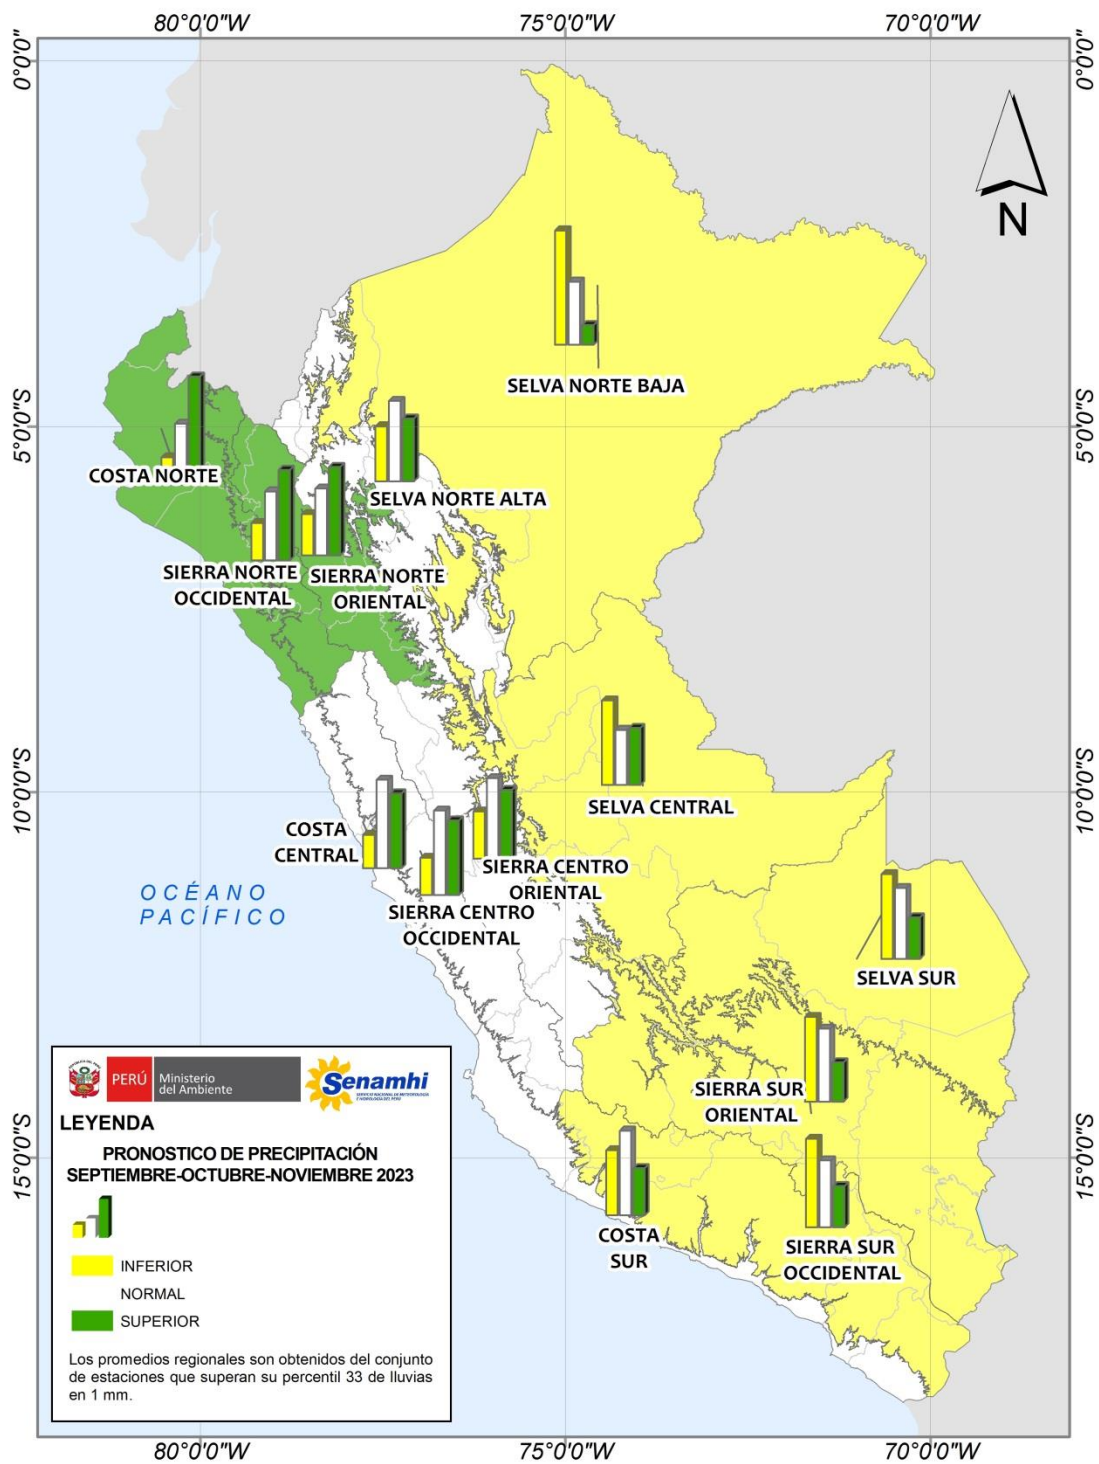 80°0'0"W
75°0'0"W
70°0'0"W
0°0'0"
0°0'0"
N
SELVA NORTE BAJA
5°0'0"S
5°0'0"S
COSTA NORTE
SELVA NORTE ALTA
SIERRA NORTE
OCCIDENTAL
SIERRA NORTE
ORIENTAL
10°0'0"S
10°0'0"S
SELVA CENTRAL
COSTA
CENTRAL
SIERRA CENTRO
ORIENTAL
SIERRA CENTRO
OCCIDENTAL
OCÉANO
PACÍFICO
SELVA SUR
SIERRA SUR
ORIENTAL
15°0'0"S
15°0'0"S
COSTA
SUR
SIERRA SUR
OCCIDENTAL
PERÚ
Ministerio
del Ambiente
Senamhi
LEYENDA
PRONOSTICO DE PRECIPITACIÓN
SEPTIEMBRE-OCTUBRE-NOVIEMBRE 2023
INFERIOR
NORMAL
SUPERIOR
Los promedios regionales son obtenidos del conjunto
de estaciones que superan su percentil 33 de lluvias
en 1 mm.
80°0'0"W
75°0'0"W
70°0'0"W